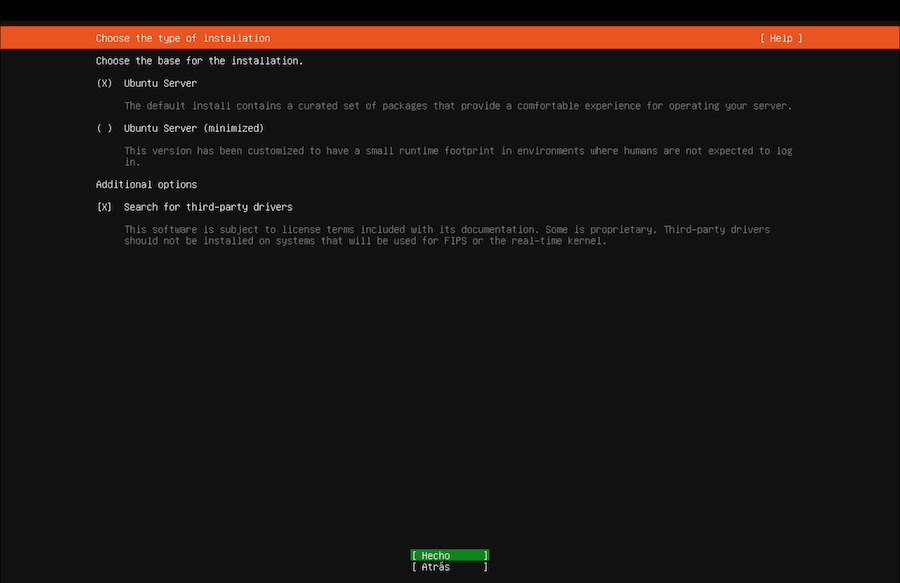 Choose the type of installation [ Help ]
Choose the base for the installation.
(X) Ubuntu Server
The default install contains a curated set of packages that provide a comfortable experience for operating your server.
( ) Ubuntu Server (minimized)
This version has been customized to have a small runtime footprint in environments where humans are not expected to log
in.
Additional options
[X] Search for third-party drivers
This software is subject to license terms included with its documentation. Some is proprietary. Third-party drivers
should not be installed on systems that will be used for FIPS or the real-time kernel.
[ Hecho ]
[ Atrás ]